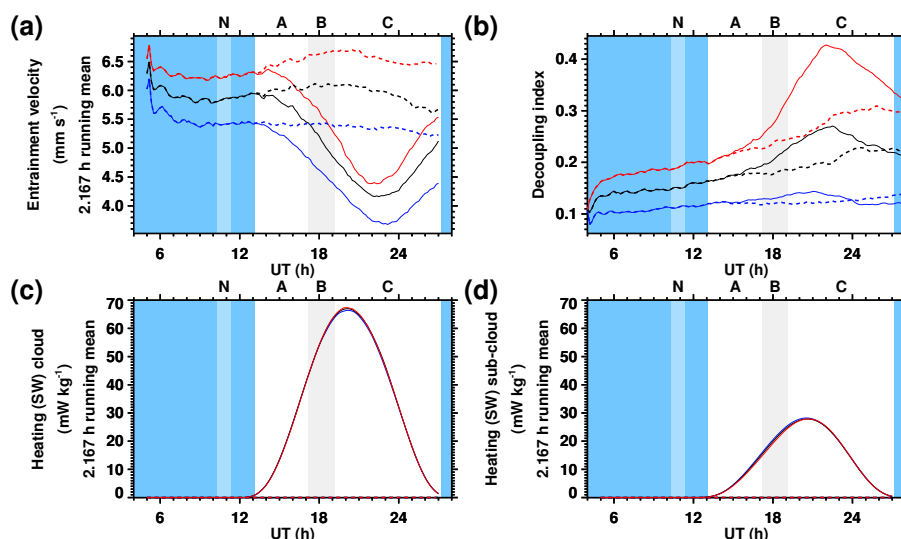 (a)
N A B C
Entrainment velocity
(mm s-1)
2.167 h running mean
6.5
6.0
5.5
5.0
4.5
4.0
6 12 18 24
UT (h)
(b)
N A B C
Decoupling index
0.4
0.3
0.2
0.1
6 12 18 24
UT (h)
(c)
N A B C
Heating (SW) cloud
(mW kg-1)
2.167 h running mean
70
60
50
40
30
20
10
0
6 12 18 24
UT (h)
(d)
N A B C
Heating (SW) sub-cloud
(mW kg-1)
2.167 h running mean
70
60
50
40
30
20
10
0
6 12 18 24
UT (h)